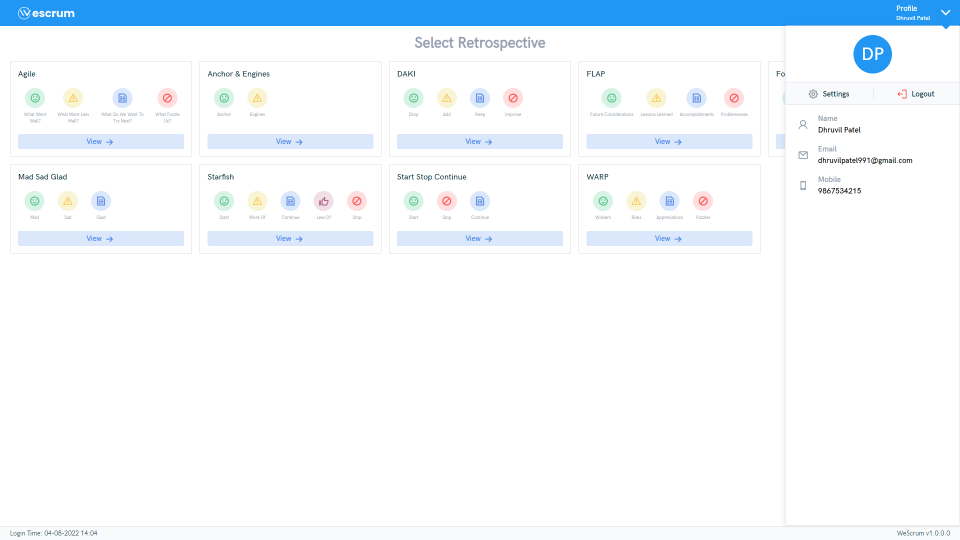 Wescrum
Profile
Dhruvil Patel
Select Retrospective
DP
Settings
Logout
Name
Dhruvil Patel
Email
dhruvilpatel991@gmail.com
Mobile
9867534215
Agile
What Went Well?
What Went Less Well?
What Do We Want To Try Next?
What Puzzle Us?
View
Anchor & Engines
Anchor
Engines
View
DAKI
Drop
Add
Keep
Improve
View
FLAP
Future Considerations
Lessons Learned
Accomplishments
Problemareas
View
Fo
Mad Sad Glad
Mad
Sad
Glad
View
Starfish
Start
More Of
Continue
Less Of
Stop
View
Start Stop Continue
Start
Stop
Continue
View
WARP
Wishes
Risks
Appreciations
Puzzles
View
Login Time: 04-08-2022 14:04
WeScrum v1.0.0.0